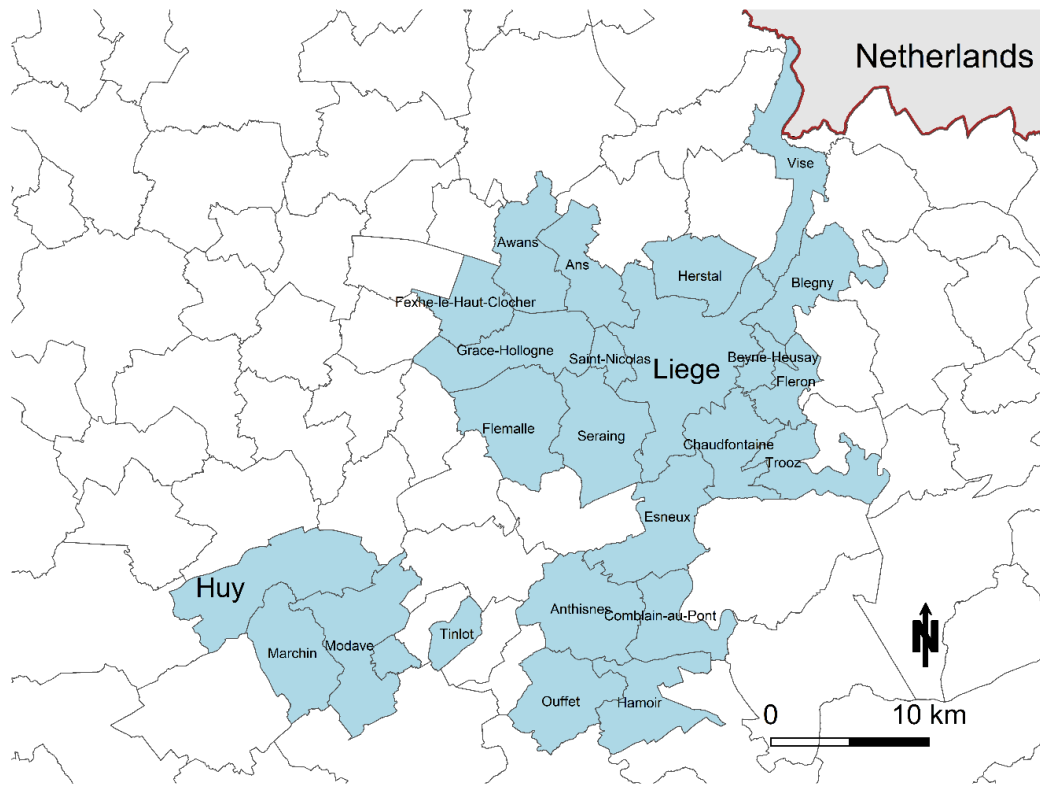 Netherlands
Vise
Awans
Ans
Herstal
Blegny
Fexhe-le-Haut-Clocher
Grace-Hollogne
Saint-Nicolas
Liege
Beyne-Heusay
Fleron
Flemalle
Seraing
Chaudfontaine
Trooz
Esneux
Huy
Anthisnes
Comblain-au-Pont
Tinlot
Marchin
Modave
Ouffet
Hamoir
N
0 10 km